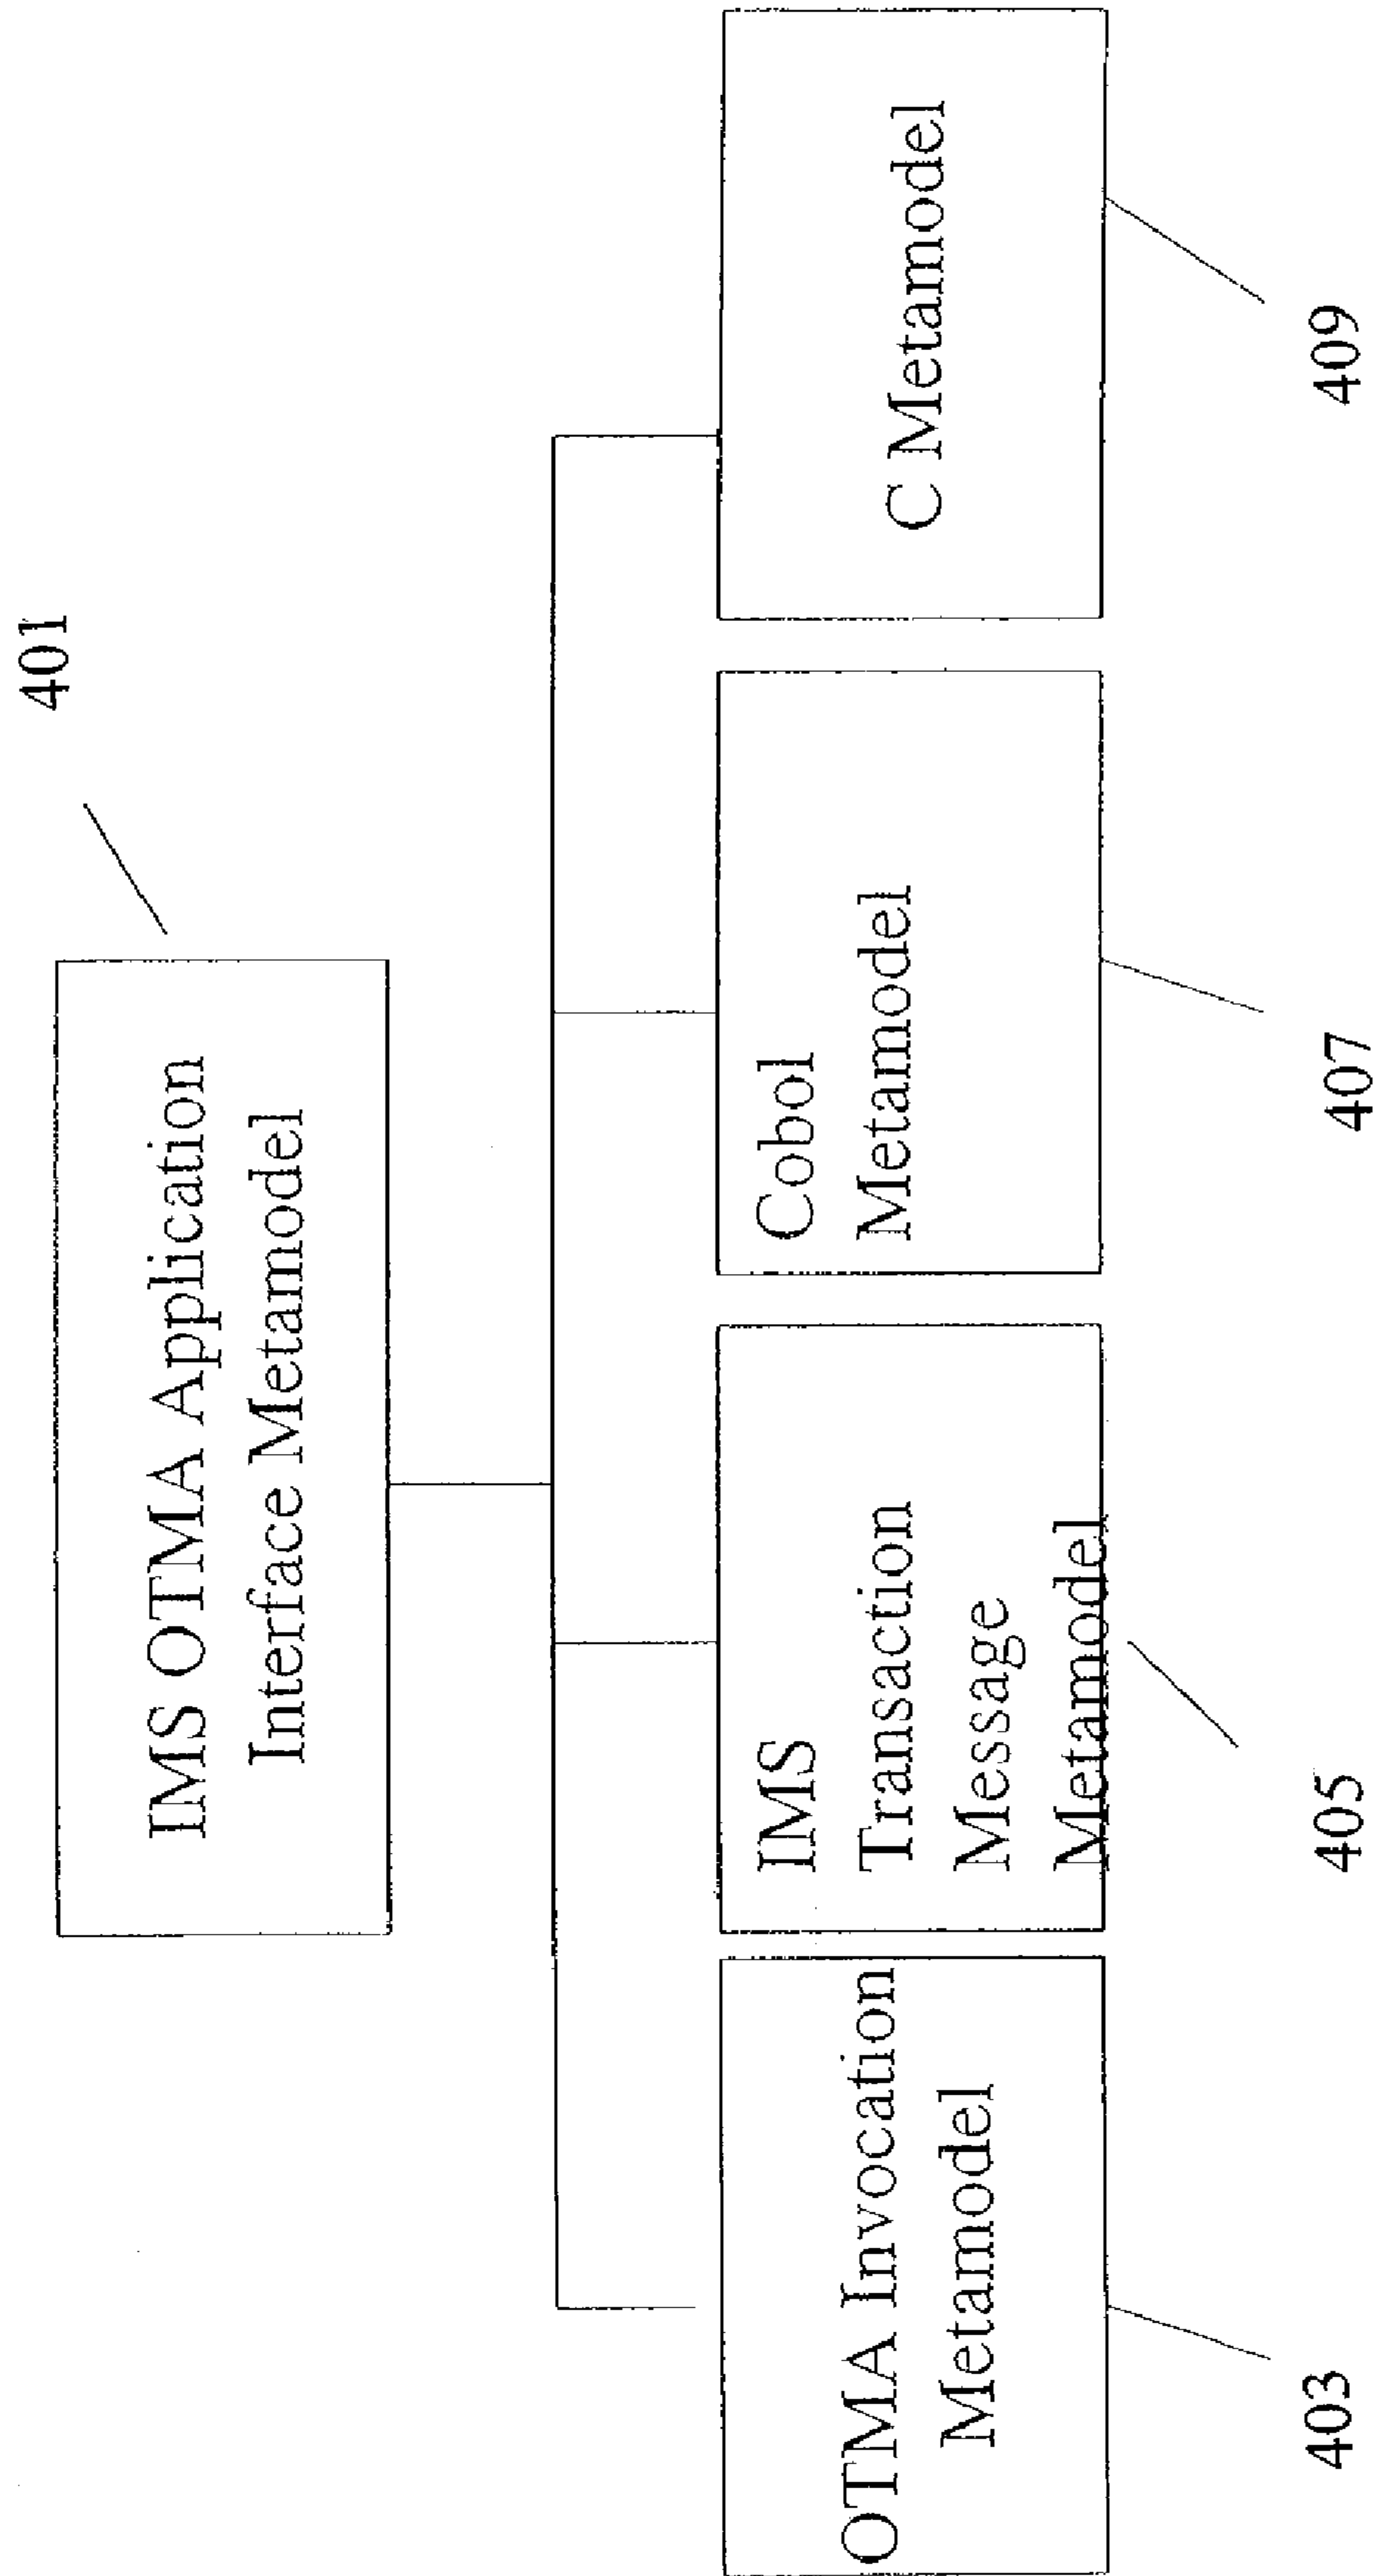 401
IMS OTMA Application
Interface Metamodel
OTMA Invocation
Metamodel
IMS
Transaction
Message
Metamodel
Cobol
Metamodel
C Metamodel
403
405
407
409